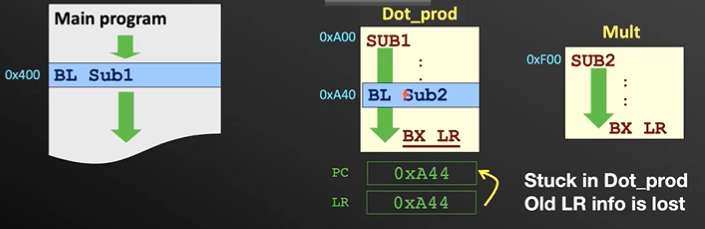 Main program
0x400
BL Sub1
Dot_prod
0xA00
SUB1
:
0xA40
BL Sub2
BX LR
PC
0xA44
LR
0xA44
Mult
0xF00
SUB2
:
:
BX LR
Stuck in Dot_prod
Old LR info is lost